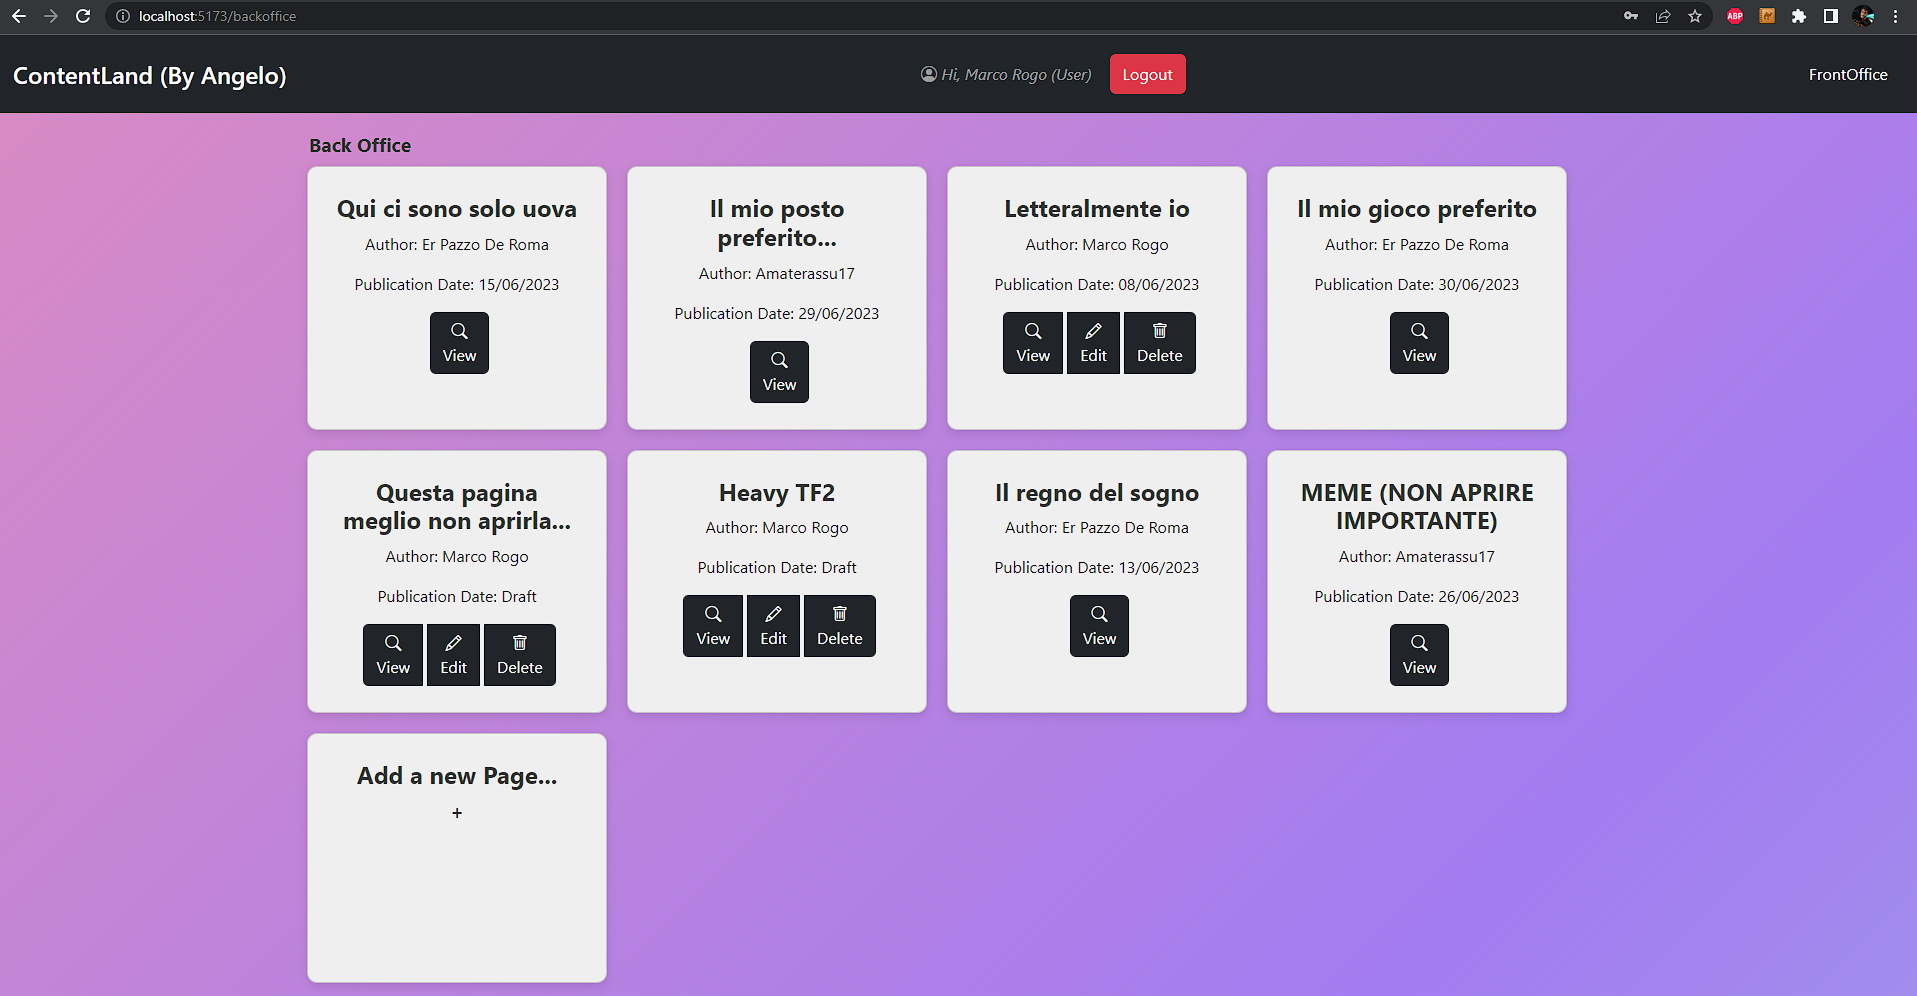 localhost:5173/backoffice
ABP
ContentLand (By Angelo)
Hi, Marco Rogo (User)
Logout
FrontOffice
Back Office
Qui ci sono solo uova
Author: Er Pazzo De Roma
Publication Date: 15/06/2023
View
Il mio posto
preferito...
Author: Amaterassu17
Publication Date: 29/06/2023
View
Letteralmente io
Author: Marco Rogo
Publication Date: 08/06/2023
View Edit Delete
Il mio gioco preferito
Author: Er Pazzo De Roma
Publication Date: 30/06/2023
View
Questa pagina
meglio non aprirla...
Author: Marco Rogo
Publication Date: Draft
View Edit Delete
Heavy TF2
Author: Marco Rogo
Publication Date: Draft
View Edit Delete
Il regno del sogno
Author: Er Pazzo De Roma
Publication Date: 13/06/2023
View
MEME (NON APRIRE
IMPORTANTE)
Author: Amaterassu17
Publication Date: 26/06/2023
View
Add a new Page...
+